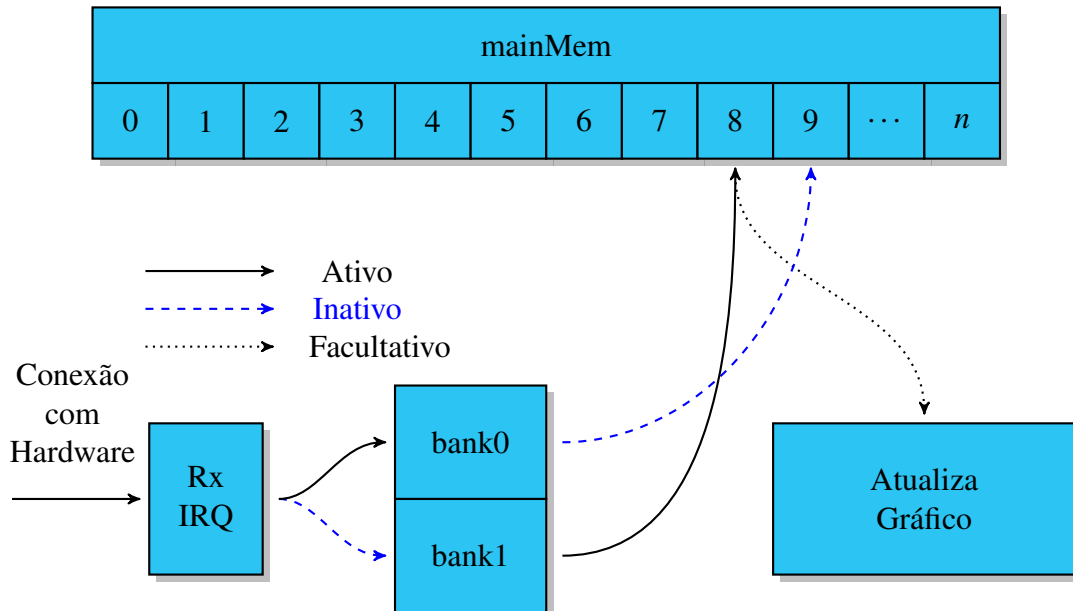 mainMem
0 1 2 3 4 5 6 7 8 9 ··· n
Ativo
Inativo
Facultativo
Conexão
com
Hardware
Rx
IRQ
bank0
bank1
Atualiza
Gráfico